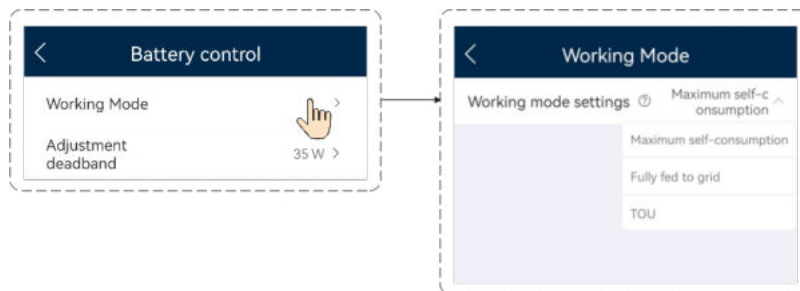 Battery control
Working Mode
Adjustment
deadband
35 W
Working Mode
Working mode settings
Maximum self-c
onsumption
Maximum self-consumption
Fully fed to grid
TOU